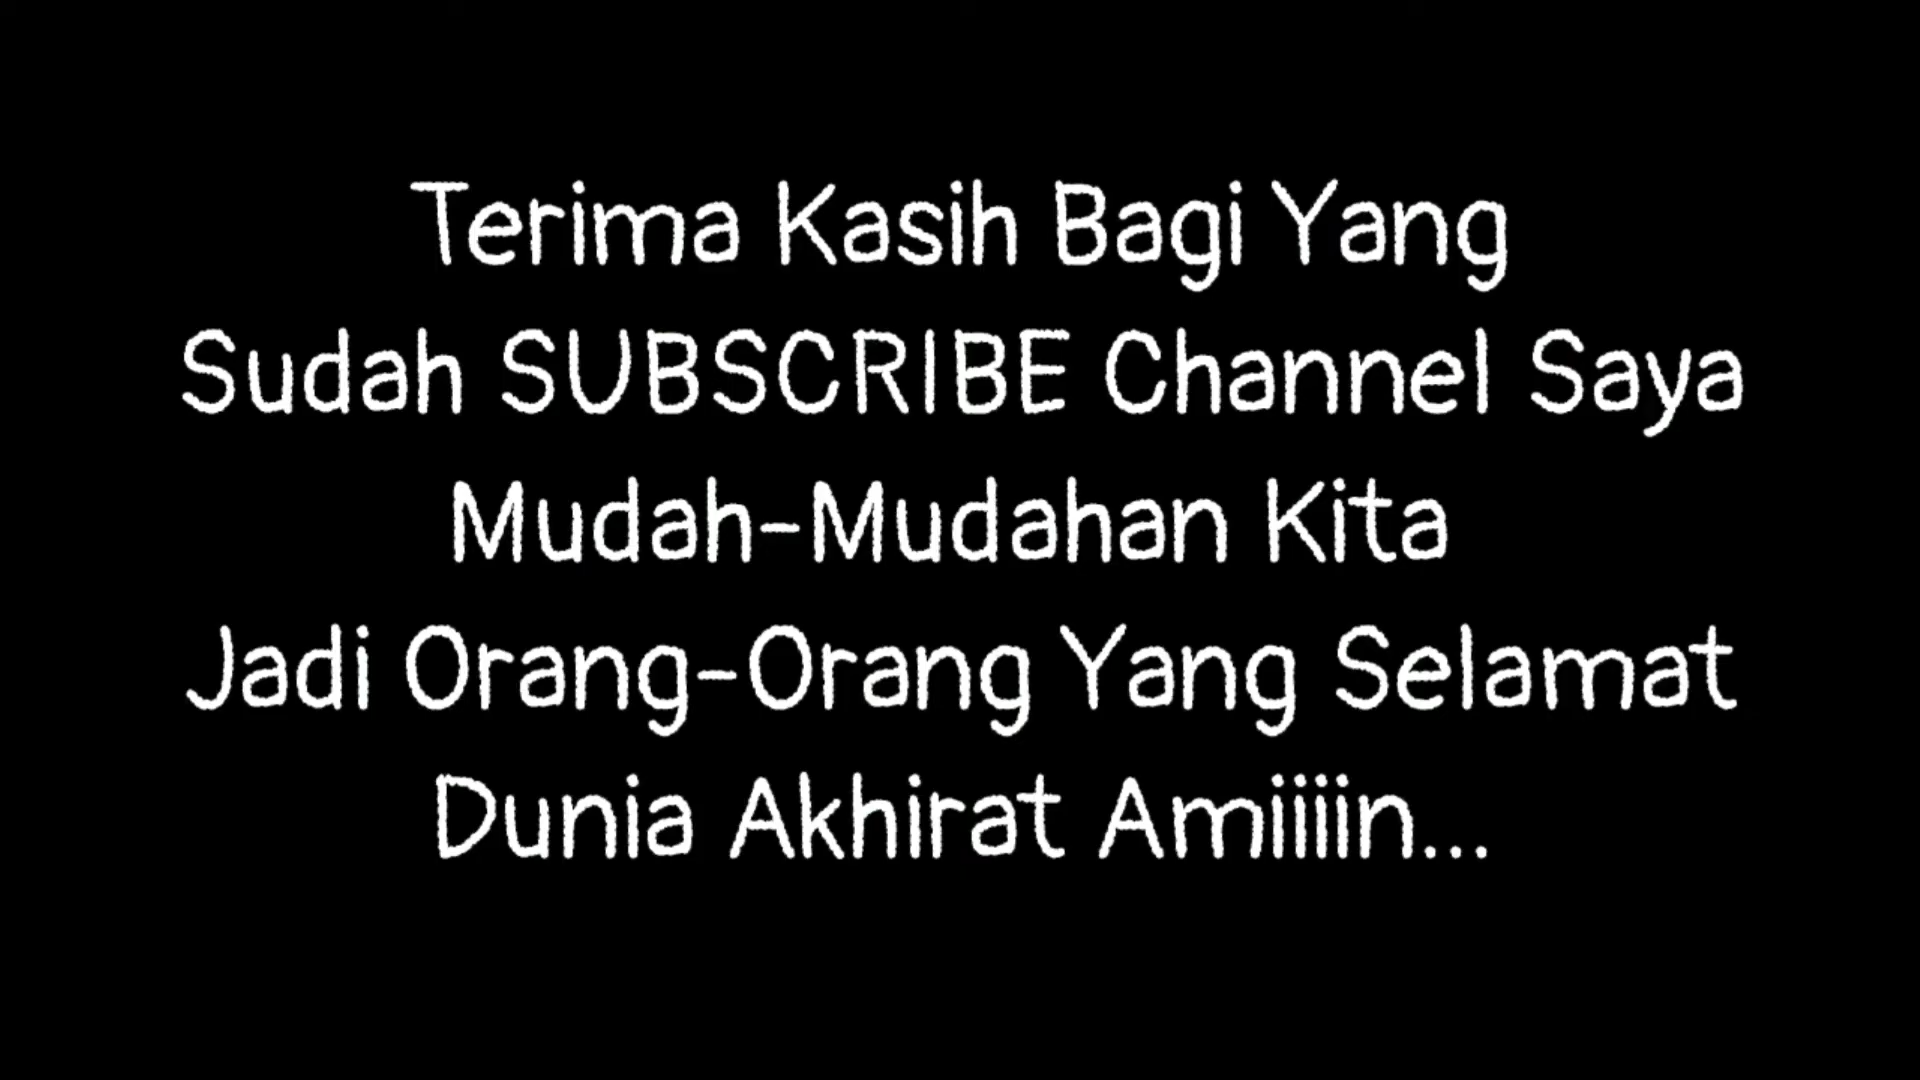 Terima Kasih Bagi Yang
Sudah SUBSCRIBE Channel Saya
Mudah-Mudahan Kita
Jadi Orang-Orang Yang Selamat
Dunia Akhirat Amiiiin...